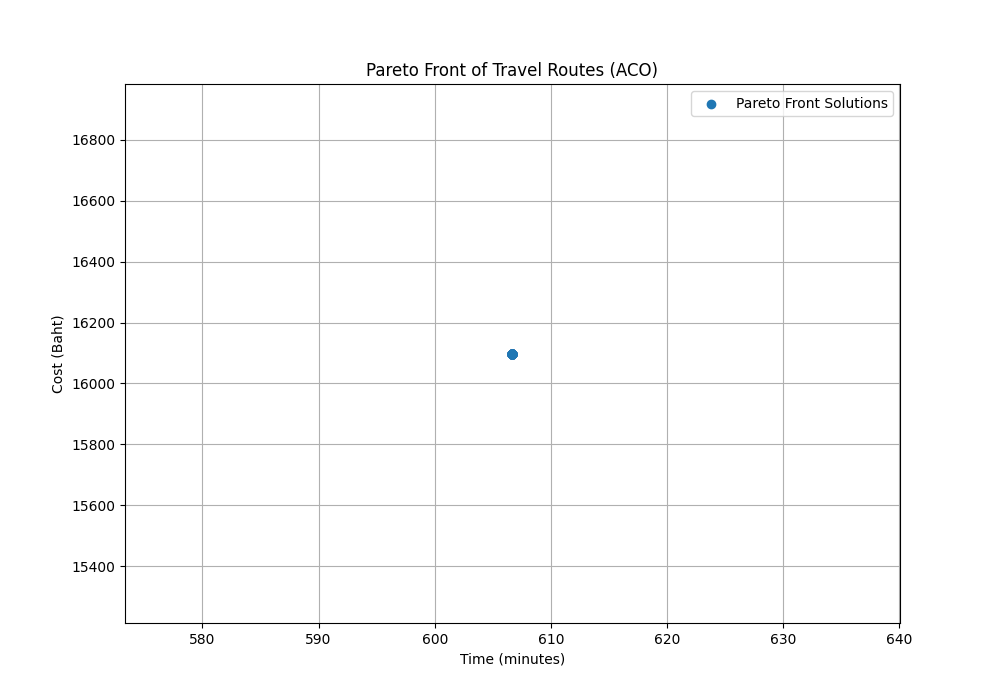 Pareto Front of Travel Routes (ACO)
Pareto Front Solutions
16800
16600
16400
16200
16000
15800
15600
15400
Cost (Baht)
580 590 600 610 620 630 640
Time (minutes)